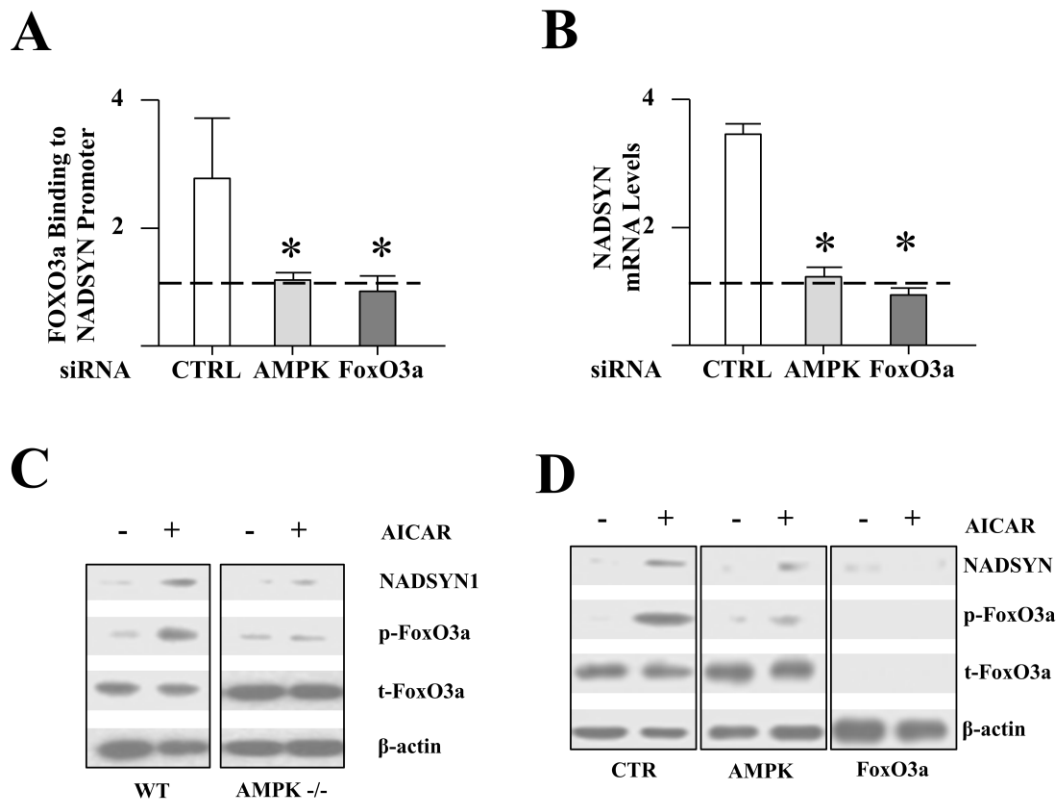 A
4
2
FOXO3a Binding to
NADSYN Promoter
* *
siRNA CTRL AMPK FoxO3a
B
4
2
NADSYN
mRNA Levels
* *
siRNA CTRL AMPK FoxO3a
C
- + - + AICAR
NADSYN1
p-FoxO3a
t-FoxO3a
β-actin
WT AMPK -/-
D
- + - + - + AICAR
NADSYN
p-FoxO3a
t-FoxO3a
β-actin
CTR AMPK FoxO3a